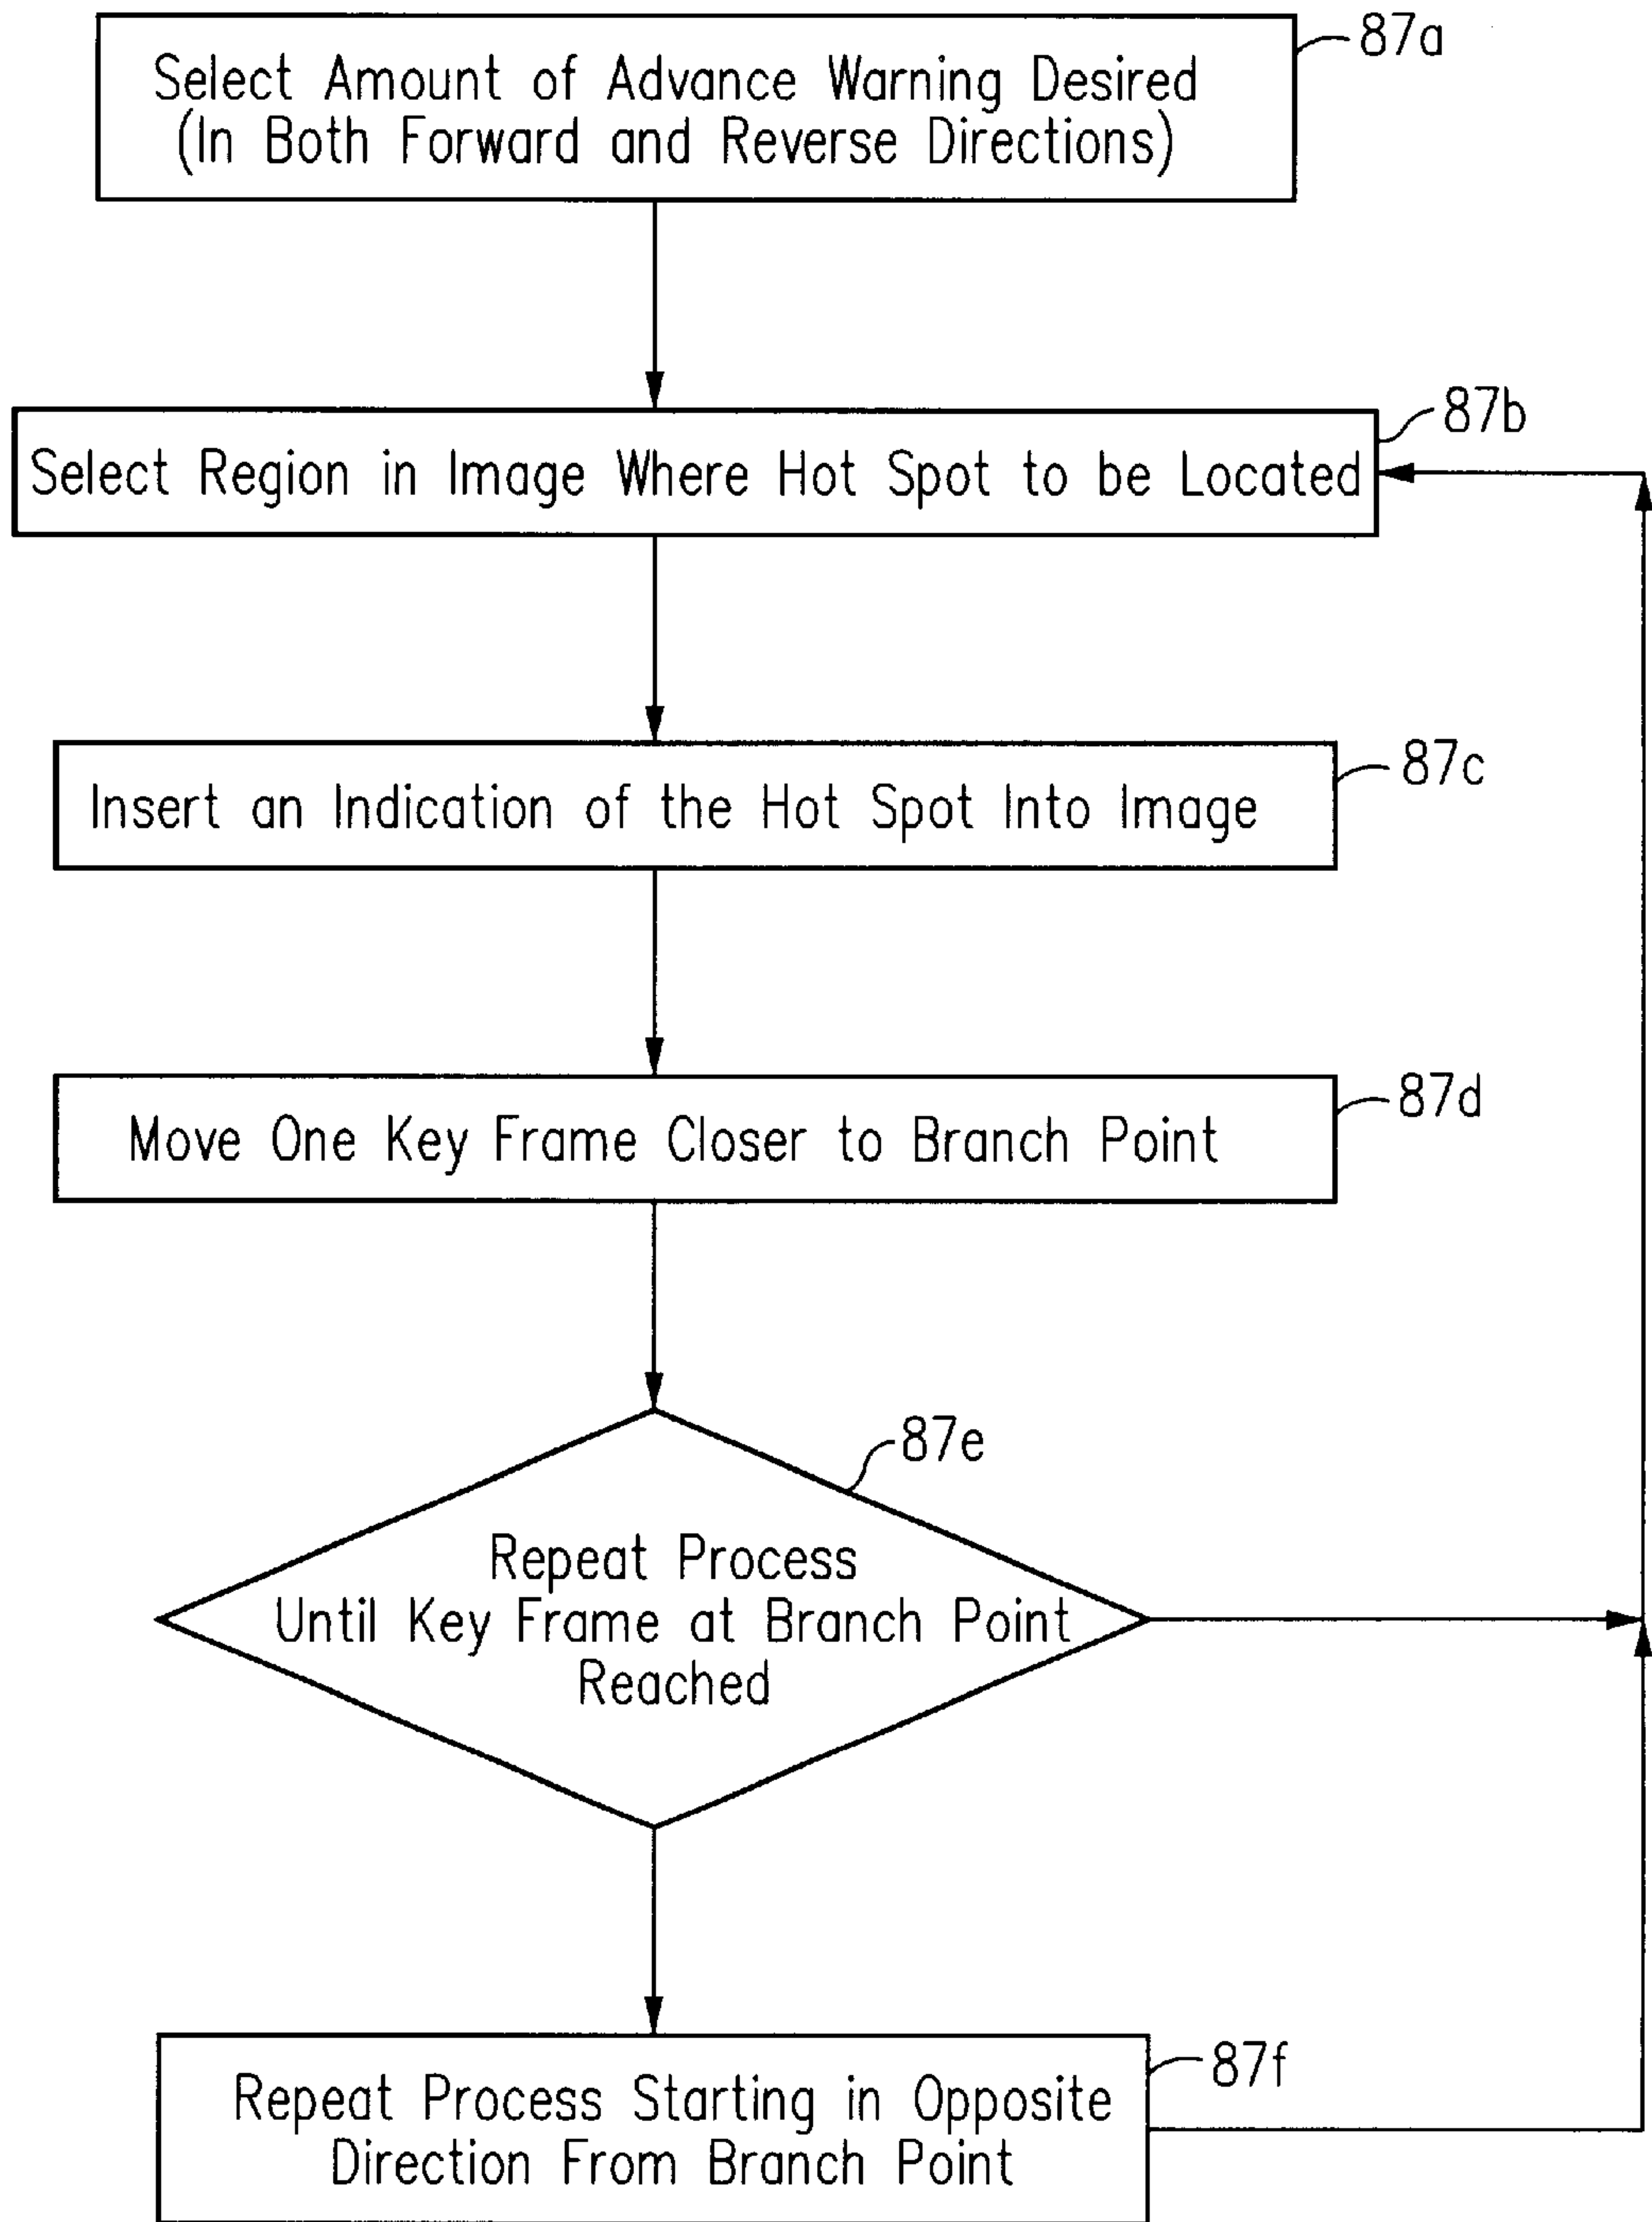 87a
Select Amount of Advance Warning Desired
(In Both Forward and Reverse Directions)
87b
Select Region in Image Where Hot Spot to be Located
87c
Insert an Indication of the Hot Spot Into Image
87d
Move One Key Frame Closer to Branch Point
87e
Repeat Process
Until Key Frame at Branch Point
Reached
87f
Repeat Process Starting in Opposite
Direction From Branch Point